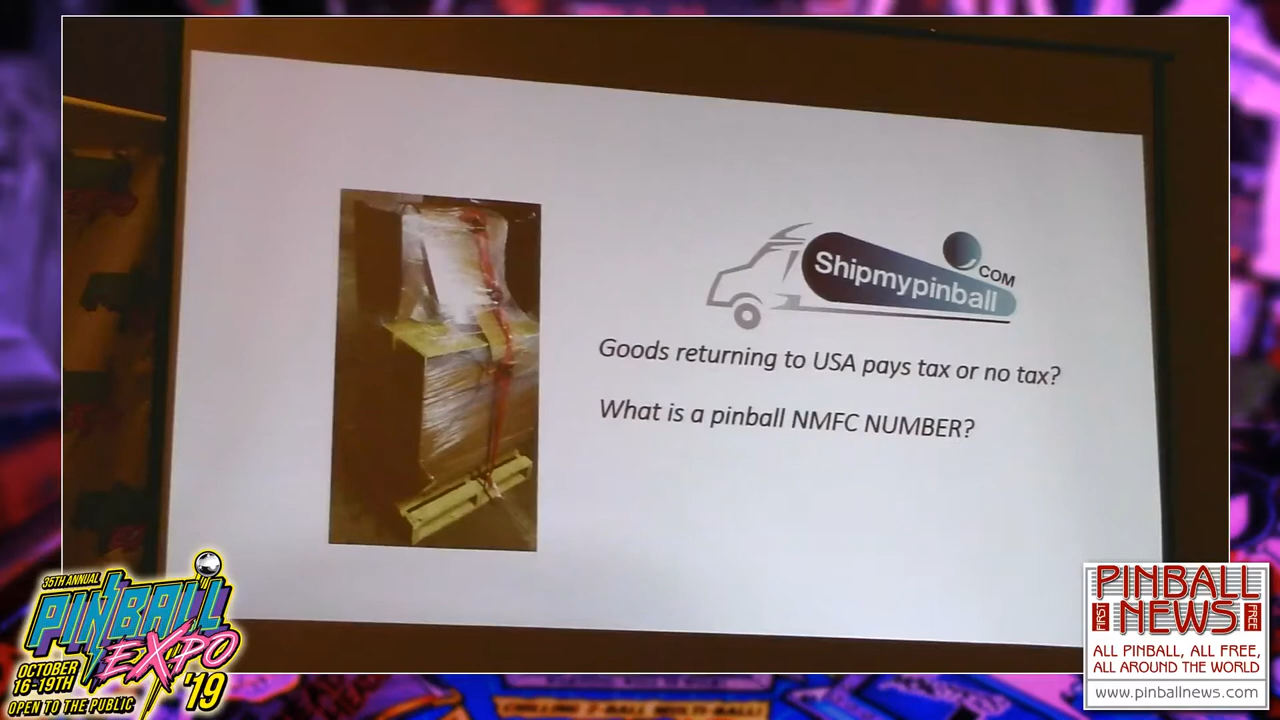 Shipmypinball
.COM
Goods returning to USA pays tax or no tax?
What is a pinball NMFC NUMBER?
35TH ANNUAL
PINBALL
EXPO
OCTOBER
16-19TH
'19
OPEN TO THE PUBLIC
PINBALL
FIRST NEWS FREE
ALL PINBALL, ALL FREE,
ALL AROUND THE WORLD
www.pinballnews.com